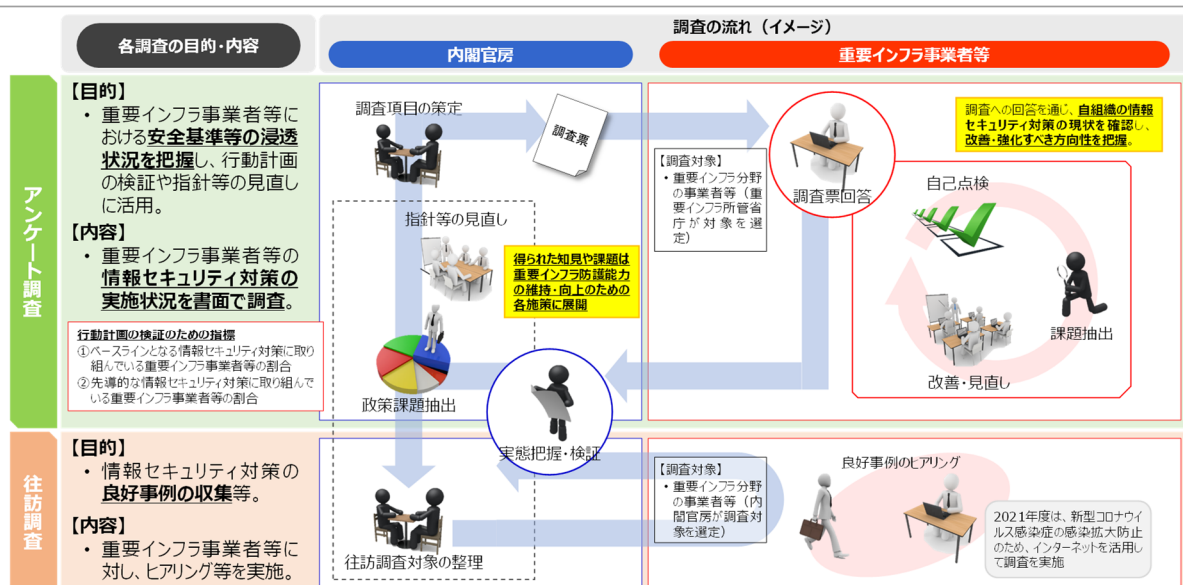 調査の流れ（イメージ）
各調査の目的・内容
内閣官房
重要インフラ事業者等
アンケート調査
【目的】
・ 重要インフラ事業者等に
おける安全基準等の浸透
状況を把握し、行動計画
の検証や指針等の見直し
に活用。
【内容】
・ 重要インフラ事業者等の
情報セキュリティ対策の
実施状況を書面で調査。
行動計画の検証のための指標
①ベースラインとなる情報セキュリティ対策に取り
組んでいる重要インフラ事業者等の割合
②先導的な情報セキュリティ対策に取り組んで
いる重要インフラ事業者等の割合
調査項目の策定
調査票
指針等の見直し
得られた知見や課題は
重要インフラ防護能力
の維持・向上のための
各施策に展開
政策課題抽出
実態把握・検証
【調査対象】
・重要インフラ分野
の事業者等（重
要インフラ所管省
庁が対象を選
定）
調査票回答
調査への回答を通じ、自組織の情報
セキュリティ対策の現状を確認し、
改善・強化すべき方向性を把握。
自己点検
課題抽出
改善・見直し
往訪調査
【目的】
・ 情報セキュリティ対策の
良好事例の収集等。
【内容】
・ 重要インフラ事業者等に
対し、ヒアリング等を実施。
往訪調査対象の整理
【調査対象】
・重要インフラ分野
の事業者等（内
閣官房が調査対
象を選定）
良好事例のヒアリング
2021年度は、新型コロナウイ
ルス感染症の感染拡大防止
のため、インターネットを活用し
て調査を実施